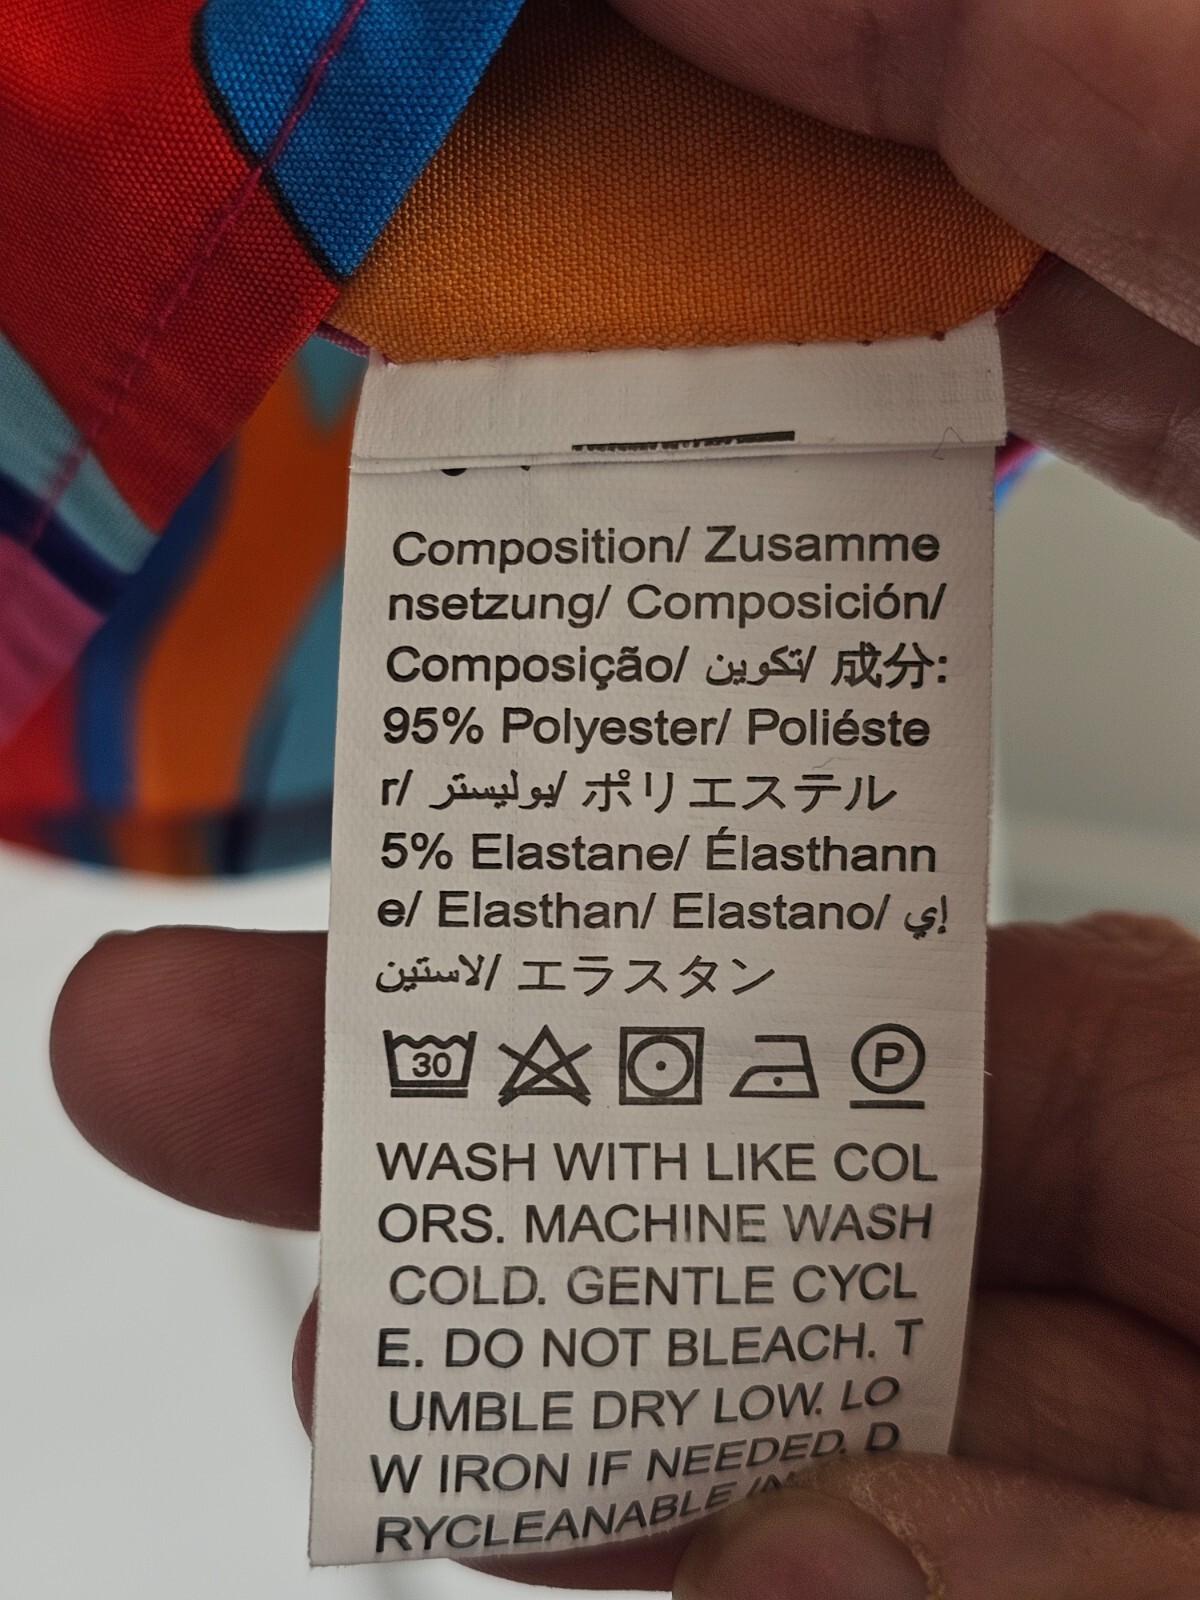 Composition/ Zusamme
nsetzung/ Composición/
Composição/ تكوين/ 成分:
95% Polyester/ Polièste
r/ بوليستر/ ポリエステル
5% Elastane/ Élasthann
e/ Elasthan/ Elastano/ إي
لاستين/ エラスタン
30
P
WASH WITH LIKE COL
ORS. MACHINE WASH
COLD. GENTLE CYCL
E. DO NOT BLEACH. T
UMBLE DRY LOW. LO
W IRON IF NEEDED. D
RYCLEANABLE